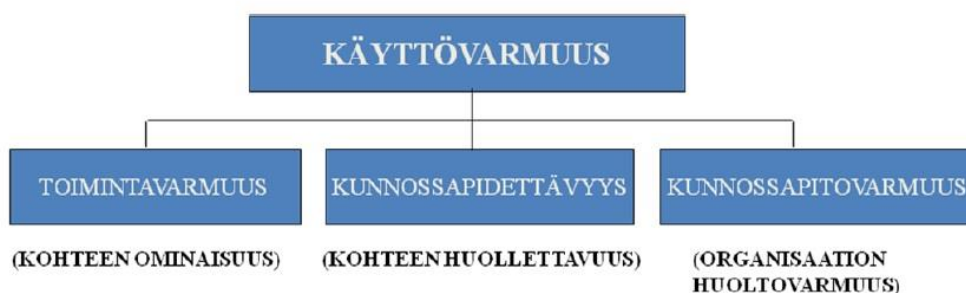 KÄYTTÖVARMUUS
TOIMINTAVARMUUS
KUNNOSSAPIDETTÄVYYS
KUNNOSSAPITOVARMUUS
(KOHTEEN OMINAISUUS)
(KOHTEEN HUOLLETTAVUUS)
(ORGANISAATION
HUOLTOVARMUUS)